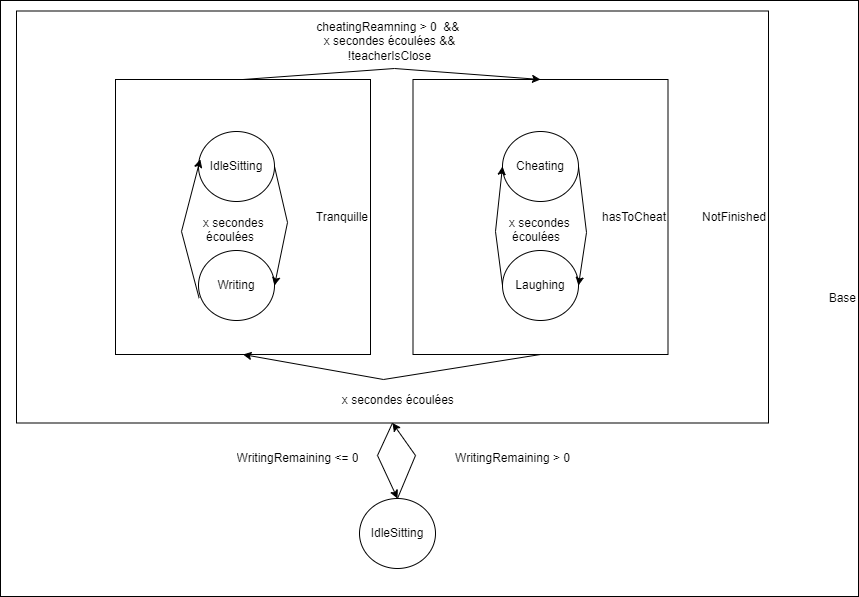 cheatingReamning > 0 &&
x secondes écoulées &&
!teacherIsClose
IdleSitting
x secondes
écoulées
Writing
Tranquille
Cheating
x secondes
écoulées
Laughing
hasToCheat
NotFinished
Base
x secondes écoulées
WritingRemaining <= 0
WritingRemaining > 0
IdleSitting